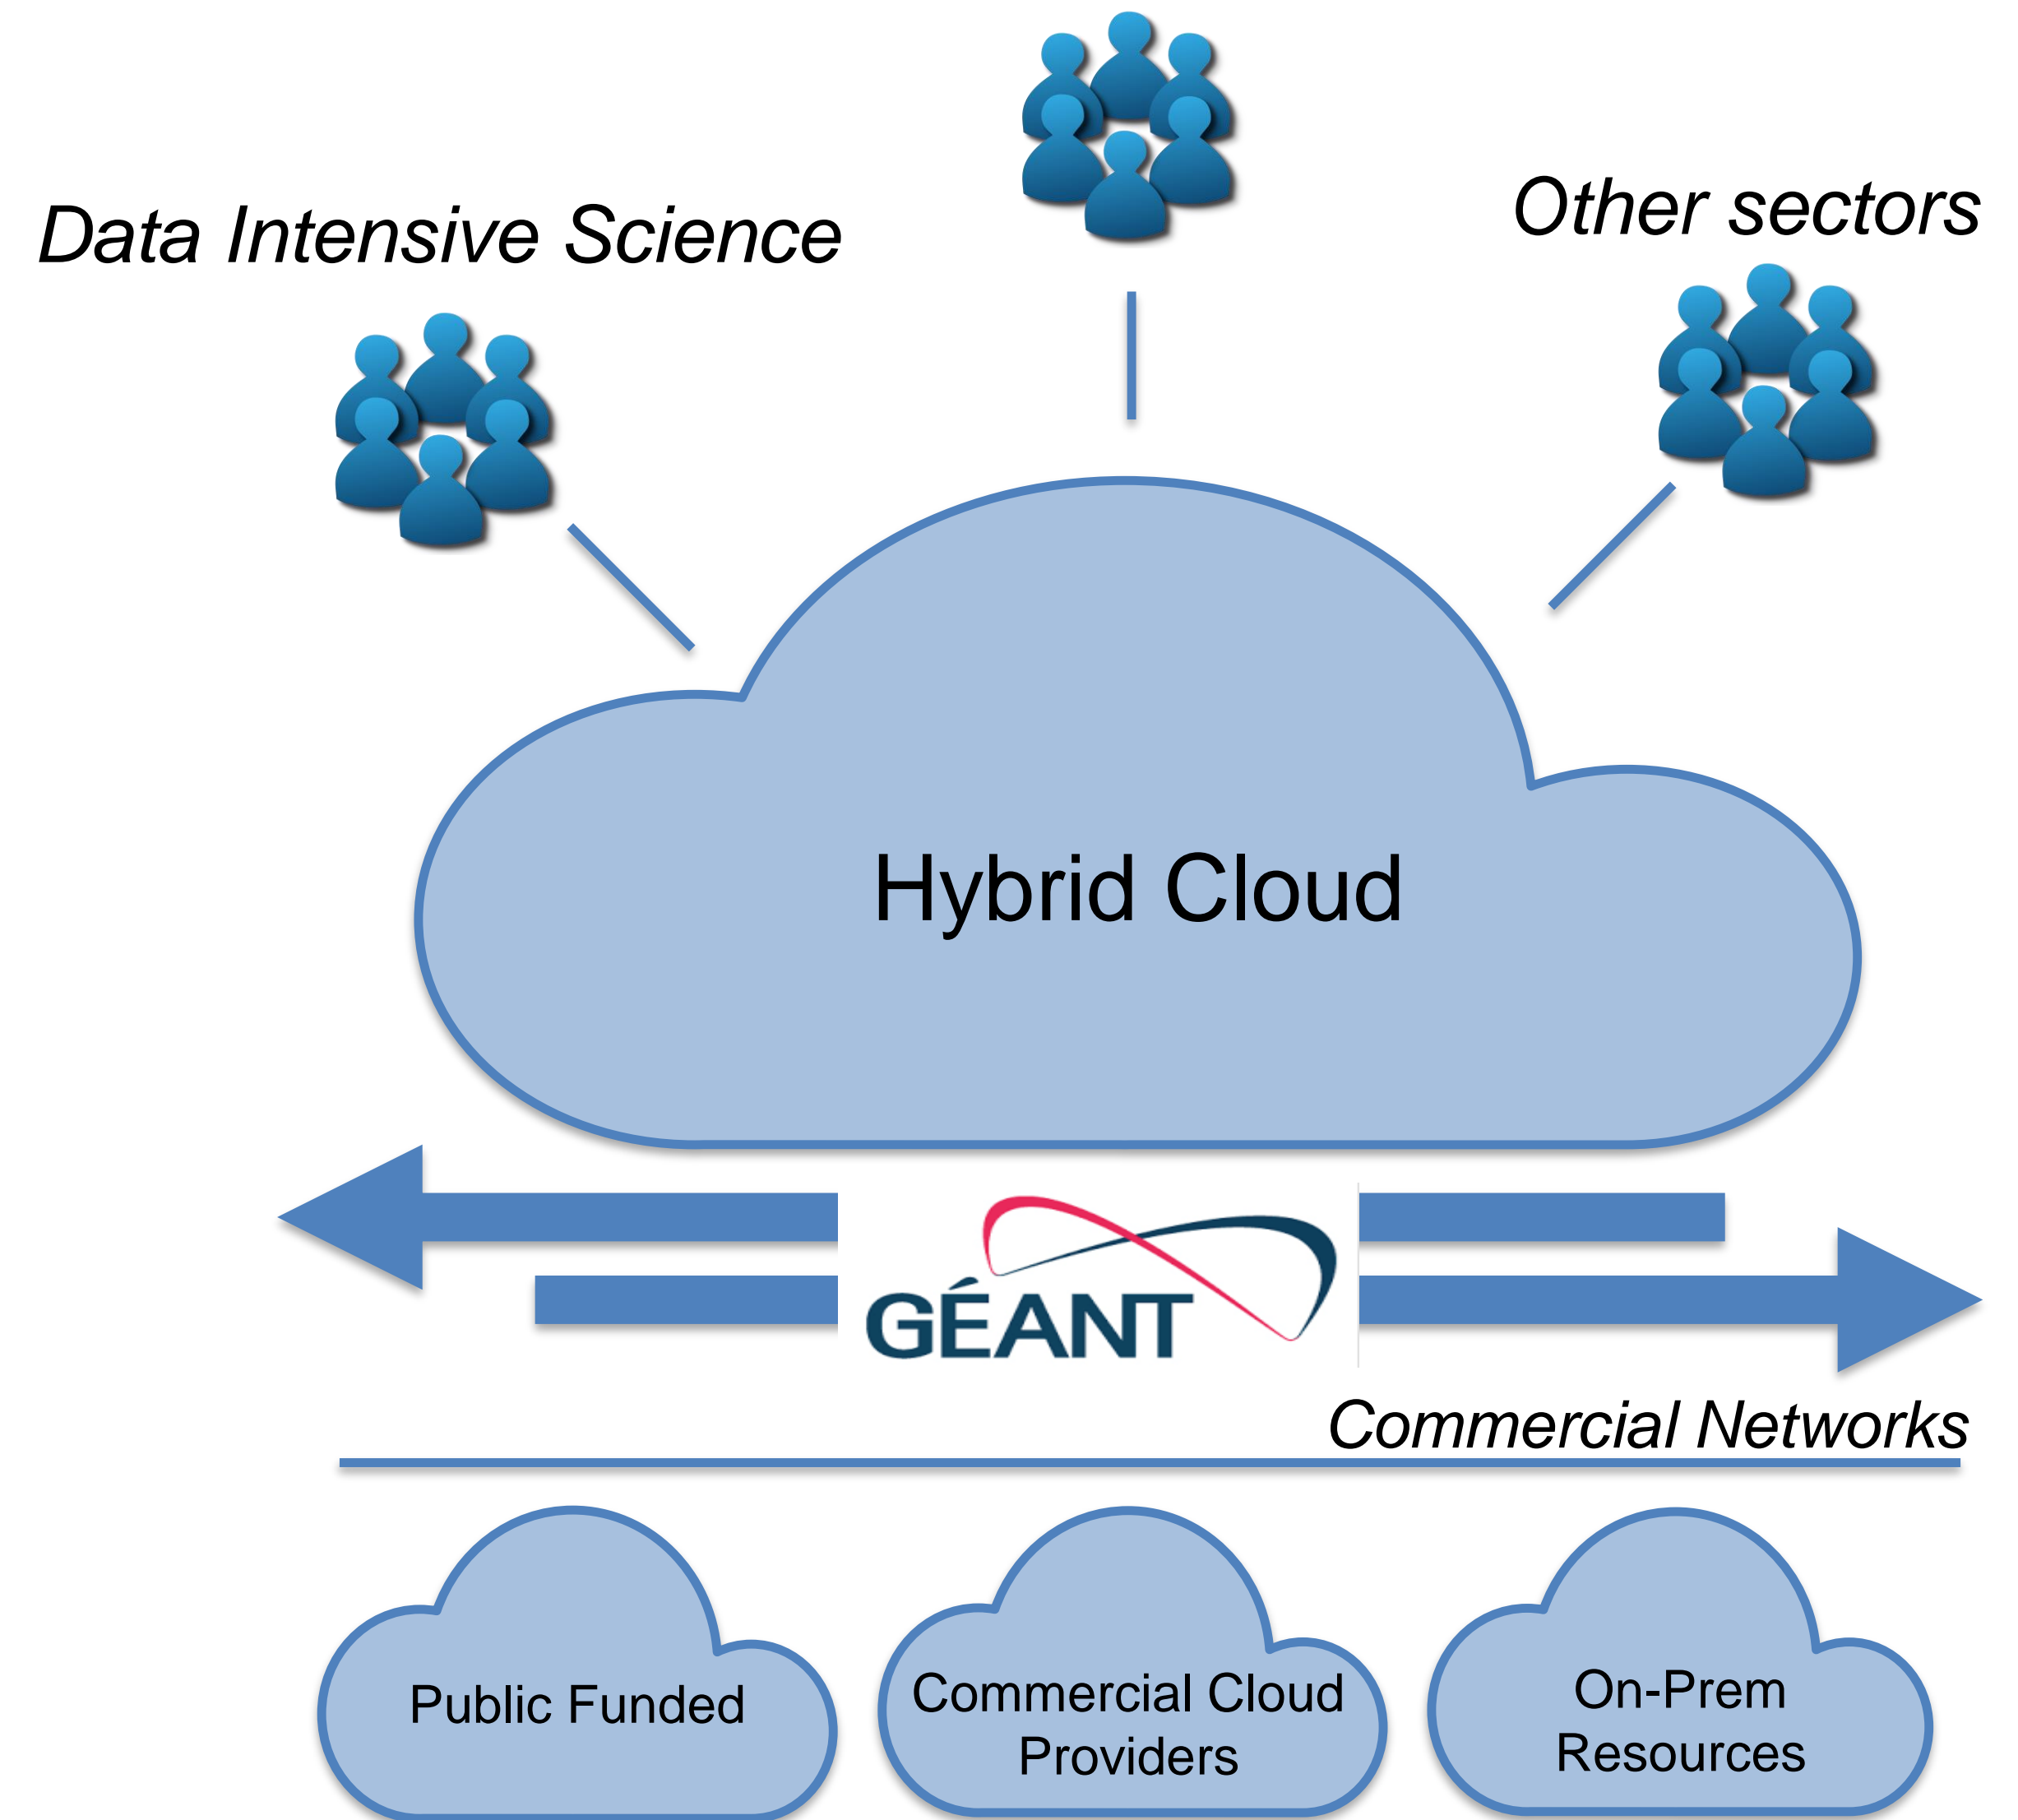 Data Intensive Science
Other sectors
Hybrid Cloud
GÉANT
Commercial Networks
Public Funded
Commercial Cloud
Providers
On-Prem
Resources